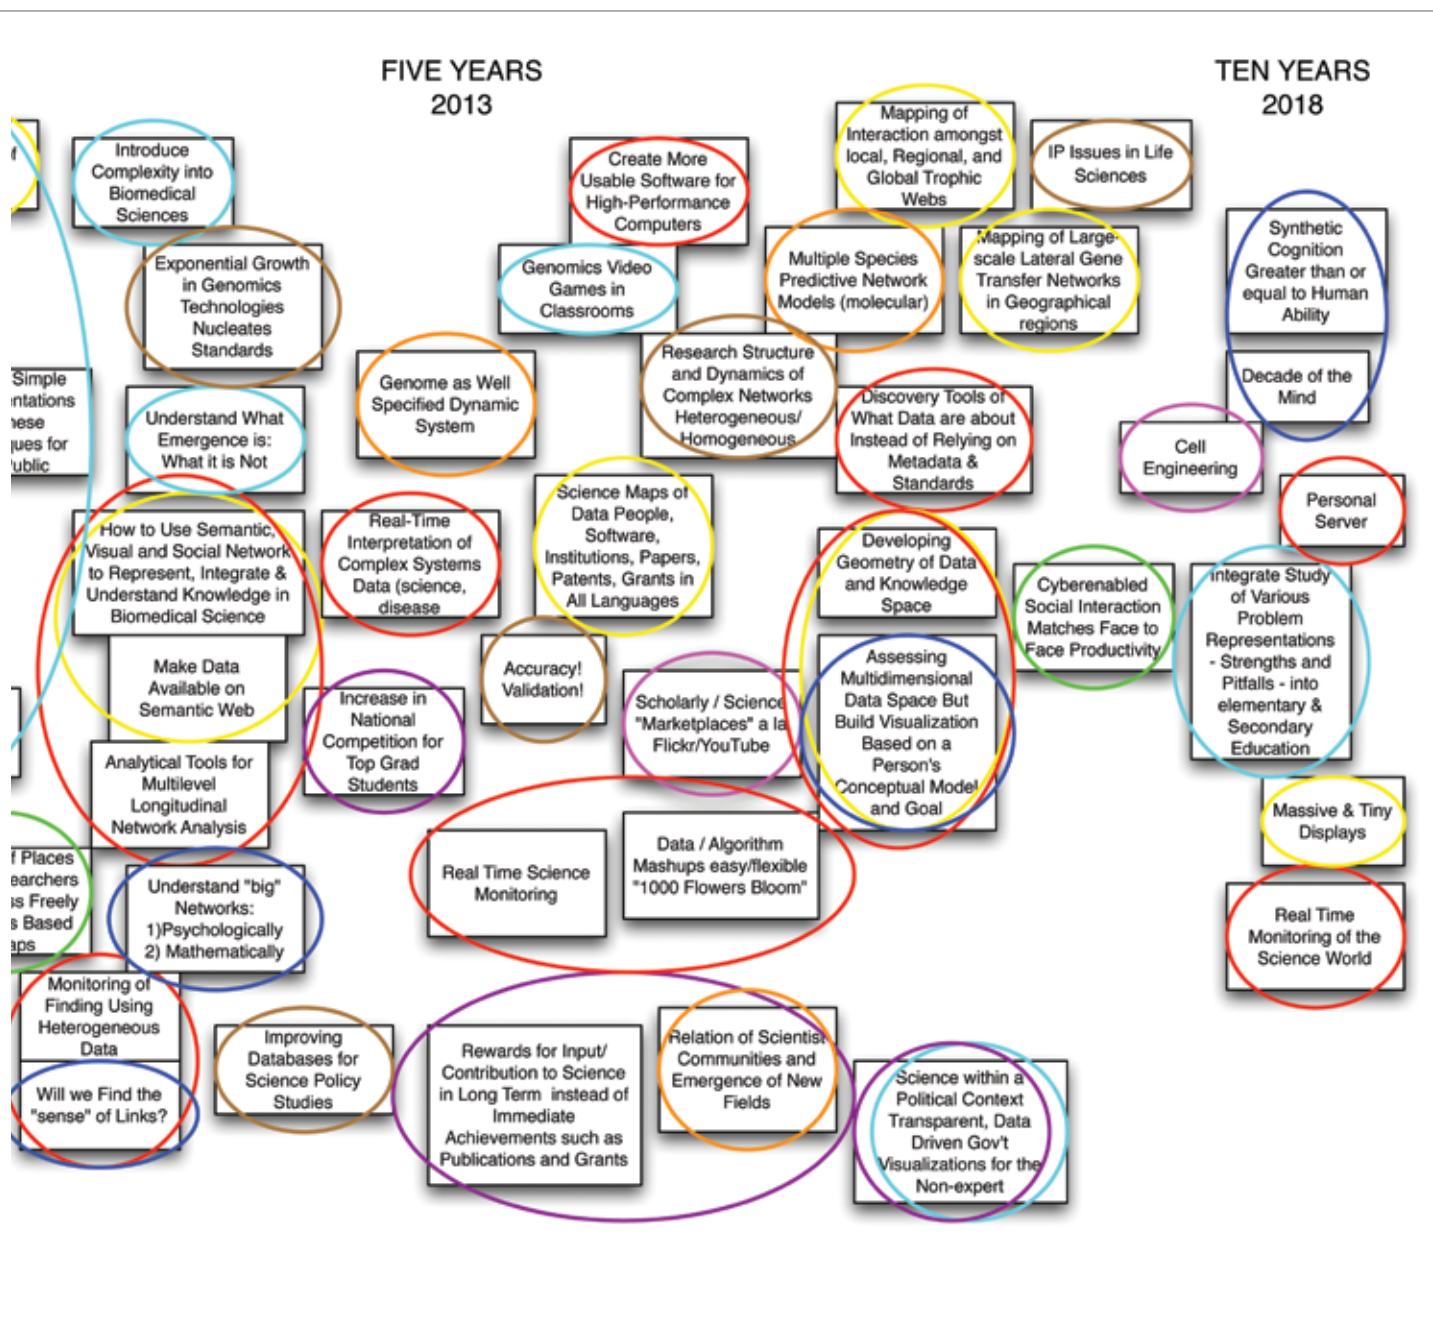 FIVE YEARS
2013
TEN YEARS
2018
of
Introduce
Complexity into
Biomedical
Sciences
Exponential Growth
in Genomics
Technologies
Nucleates
Standards
Simple
ntations
hese
ques for
Public
Understand What
Emergence is:
What it is Not
How to Use Semantic,
Visual and Social Network
to Represent, Integrate &
Understand Knowledge in
Biomedical Science
Make Data
Available on
Semantic Web
Analytical Tools for
Multilevel
Longitudinal
Network Analysis
f Places
earchers
ss Freely
s Based
aps
Understand "big"
Networks:
1)Psychologically
2) Mathematically
Monitoring of
Finding Using
Heterogeneous
Data
Will we Find the
"sense" of Links?
Improving
Databases for
Science Policy
Studies
Genome as Well
Specified Dynamic
System
Real-Time
Interpretation of
Complex Systems
Data (science,
disease
Increase in
National
Competition for
Top Grad
Students
Create More
Usable Software for
High-Performance
Computers
Genomics Video
Games in
Classrooms
Research Structure
and Dynamics of
Complex Networks
Heterogeneous/
Homogeneous
Science Maps of
Data People,
Software,
Institutions, Papers,
Patents, Grants in
All Languages
Accuracy!
Validation!
Scholarly / Science
"Marketplaces" a la
Flickr/YouTube
Real Time Science
Monitoring
Data / Algorithm
Mashups easy/flexible
"1000 Flowers Bloom"
Rewards for Input/
Contribution to Science
in Long Term instead of
Immediate
Achievements such as
Publications and Grants
Relation of Scientist
Communities and
Emergence of New
Fields
Mapping of
Interaction amongst
local, Regional, and
Global Trophic
Webs
IP Issues in Life
Sciences
Multiple Species
Predictive Network
Models (molecular)
Mapping of Large-
scale Lateral Gene
Transfer Networks
in Geographical
regions
Discovery Tools of
What Data are about
Instead of Relying on
Metadata &
Standards
Developing
Geometry of Data
and Knowledge
Space
Assessing
Multidimensional
Data Space But
Build Visualization
Based on a
Person's
Conceptual Model
and Goal
Cyberenabled
Social Interaction
Matches Face to
Face Productivity
Science within a
Political Context
Transparent, Data
Driven Gov't
Visualizations for the
Non-expert
Synthetic
Cognition
Greater than or
equal to Human
Ability
Decade of the
Mind
Cell
Engineering
Personal
Server
Integrate Study
of Various
Problem
Representations
- Strengths and
Pitfalls - into
elementary &
Secondary
Education
Massive & Tiny
Displays
Real Time
Monitoring of the
Science World